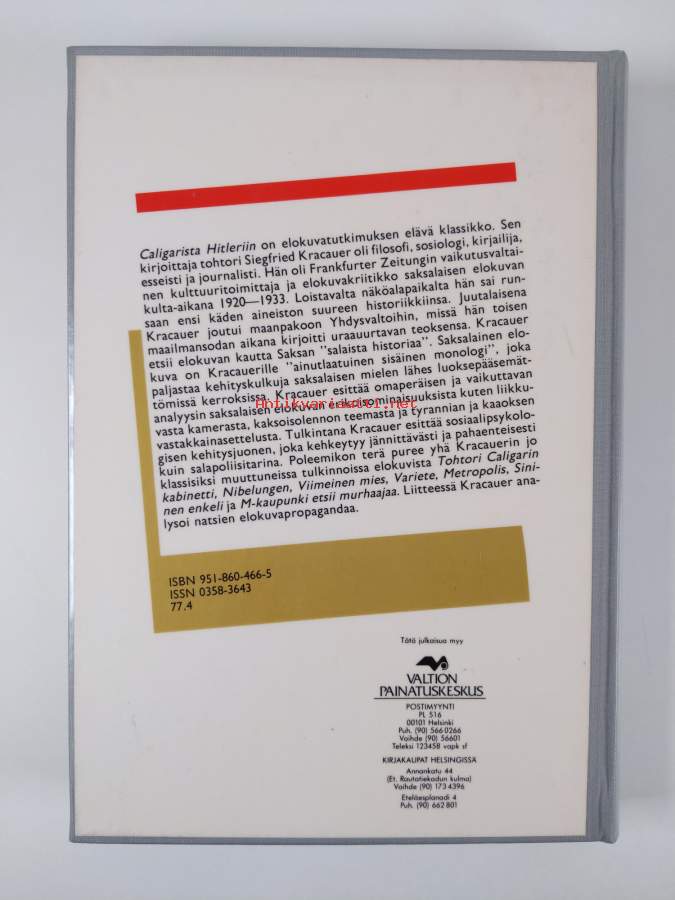 Caligarista Hitleriin on elokuvatutkimuksen elävä klassikko. Sen
kirjoittaja tohtori Siegfried Kracauer oli filosofi, sosiologi, kirjailija,
esseisti ja journalisti. Hän oli Frankfurter Zeitungin vaikutusvaltai-
nen kulttuuritoimittaja ja elokuvakriitikko saksalaisen elokuvan
kulta-aikana 1920—1933. Loistavalta näköalapaikalta hän sai run-
saan ensi käden aineiston suureen historiikkiinsa. Juutalaisena
Kracauer joutui maanpakoon Yhdysvaltoihin, missä hän toisen
maailmansodan aikana kirjoitti uraauurtavan teoksensa. Kracauer
etsii elokuvan kautta Saksan "salaista historiaa". Saksalainen elo-
kuva on Kracauerille "ainutlaatuinen sisäinen monologi", joka
paljastaa kehityskulkuja saksalaisen mielen lähes luoksepääsemät-
tömissä kerroksissa. Kracauer esittää omaperäisen ja vaikuttavan
analyysin saksalaisen elokuvan erikoisominaisuuksista kuten liikku-
vasta kamerasta, kaksoisolennon teemasta ja tyrannian ja kaaoksen
vastakkainasettelusta. Tulkintana Kracauer esittää sosiaalipsykolo-
gisen kehitysjuonen, joka kehkeytyy jännittävästi ja pahaenteisesti
kuin salapoliisitarina. Poleemikon terä puree yhä Kracauerin jo
klassisiksi muuttuneissa tulkinnoissa elokuvista Tohtori Caligarin
kabinetti, Nibelungen, Viimeinen mies, Variete, Metropolis, Sini-
nen enkeli ja M-kaupunki etsii murhaajaa. Liitteessä Kracauer ana-
lysoi natsien elokuvapropagandaa.
Antikvariaatti.net
Antikvariaatti.net
ISBN 951-860-466-5
ISSN 0358-3643
77.4
Tätä julkaisua myy
VALTION
PAINATUSKESKUS
POSTIMYYNTI
PL 516
00101 Helsinki
Puh. (90) 566 0266
Vaihde (90) 56601
Teleksi 123458 vapk sf
KIRJAKAUPAT HELSINGISSÄ
Annankatu 44
(Et. Rautatiekadun kulma)
Vaihde (90) 173 4396
Eteläesplanadi 4
Puh. (90) 662 801